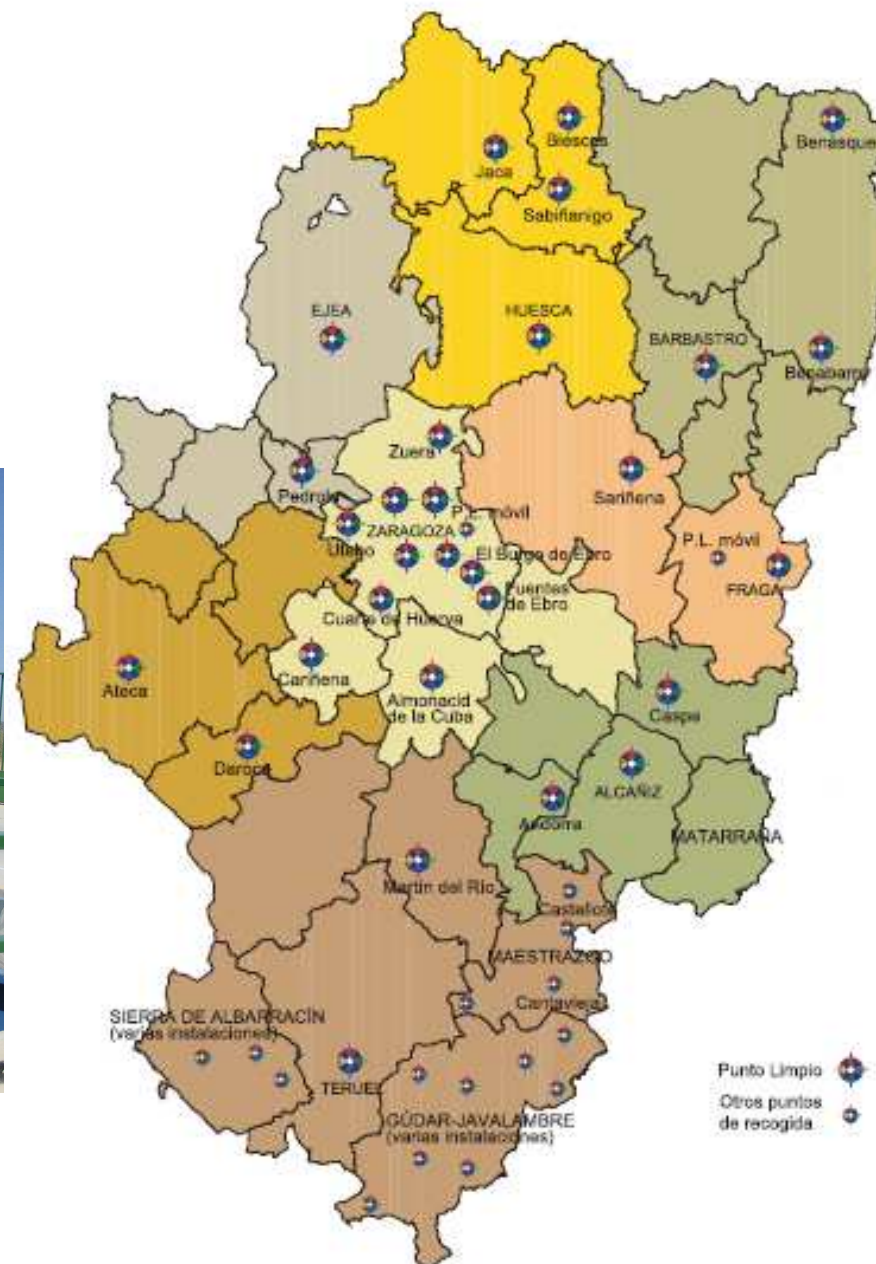 Biescas
Benasque
Jaca
Sabiñanigo
EJEA
HUESCA
BARBASTRO
Benabarre
Zuera
Pedrola
Sariñena
P.L. móvil
ZARAGOZA
Utebo
P.L. móvil
El Burgo de Ebro
FRAGA
Fuentes
de Ebro
Cuarte de Huerva
Cariñena
Ateca
Almonacid
de la Cuba
Caspe
Daroca
ALCAÑIZ
Andorra
MATARRAÑA
Martín del Río
Castellote
MAESTRAZGO
Cantavieja
SIERRA DE ALBARRACÍN
(varias instalaciones)
TERUEL
Punto Limpio
Otros puntos
de recogida
GÚDAR-JAVALAMBRE
(varias instalaciones)